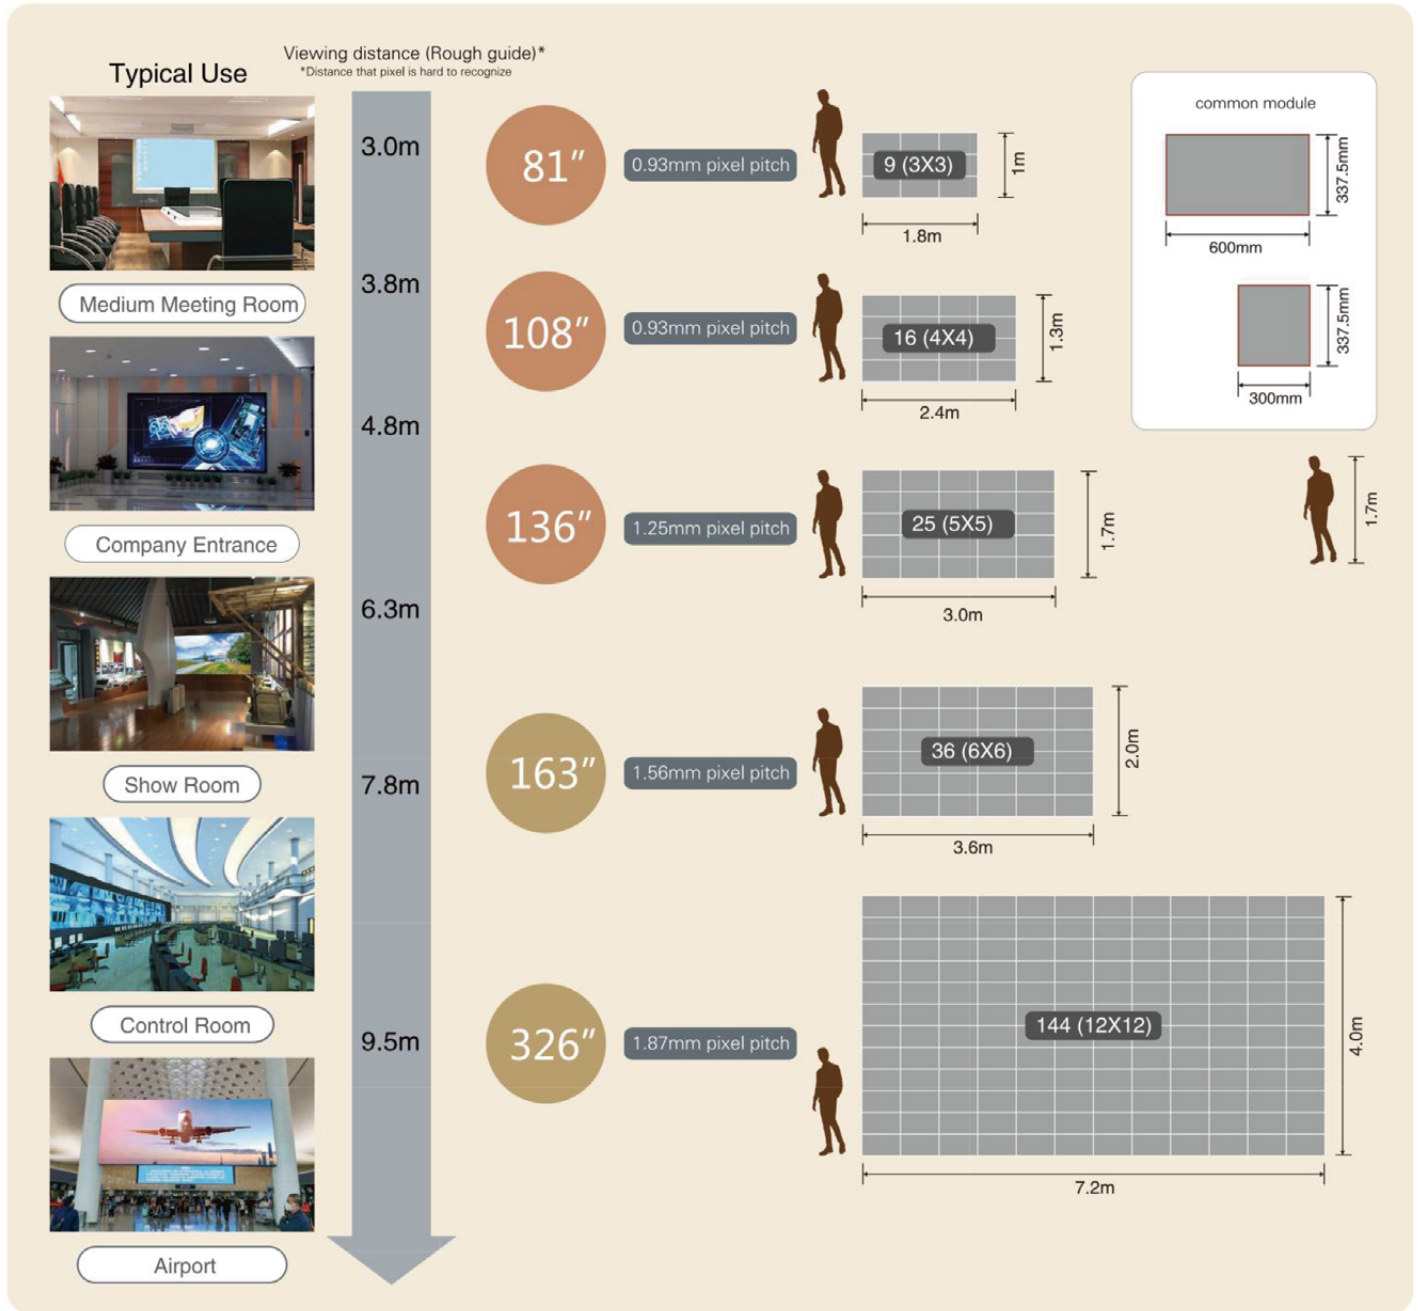 Typical Use
Viewing distance (Rough guide)*
*Distance that pixel is hard to recognize
Medium Meeting Room
Company Entrance
Show Room
Control Room
Airport
3.0m
3.8m
4.8m
6.3m
7.8m
9.5m
81″
0.93mm pixel pitch
9 (3X3)
1m
1.8m
108″
0.93mm pixel pitch
16 (4X4)
1.3m
2.4m
136″
1.25mm pixel pitch
25 (5X5)
1.7m
3.0m
163″
1.56mm pixel pitch
36 (6X6)
2.0m
3.6m
326″
1.87mm pixel pitch
144 (12X12)
4.0m
7.2m
common module
337.5mm
600mm
337.5mm
300mm
1.7m